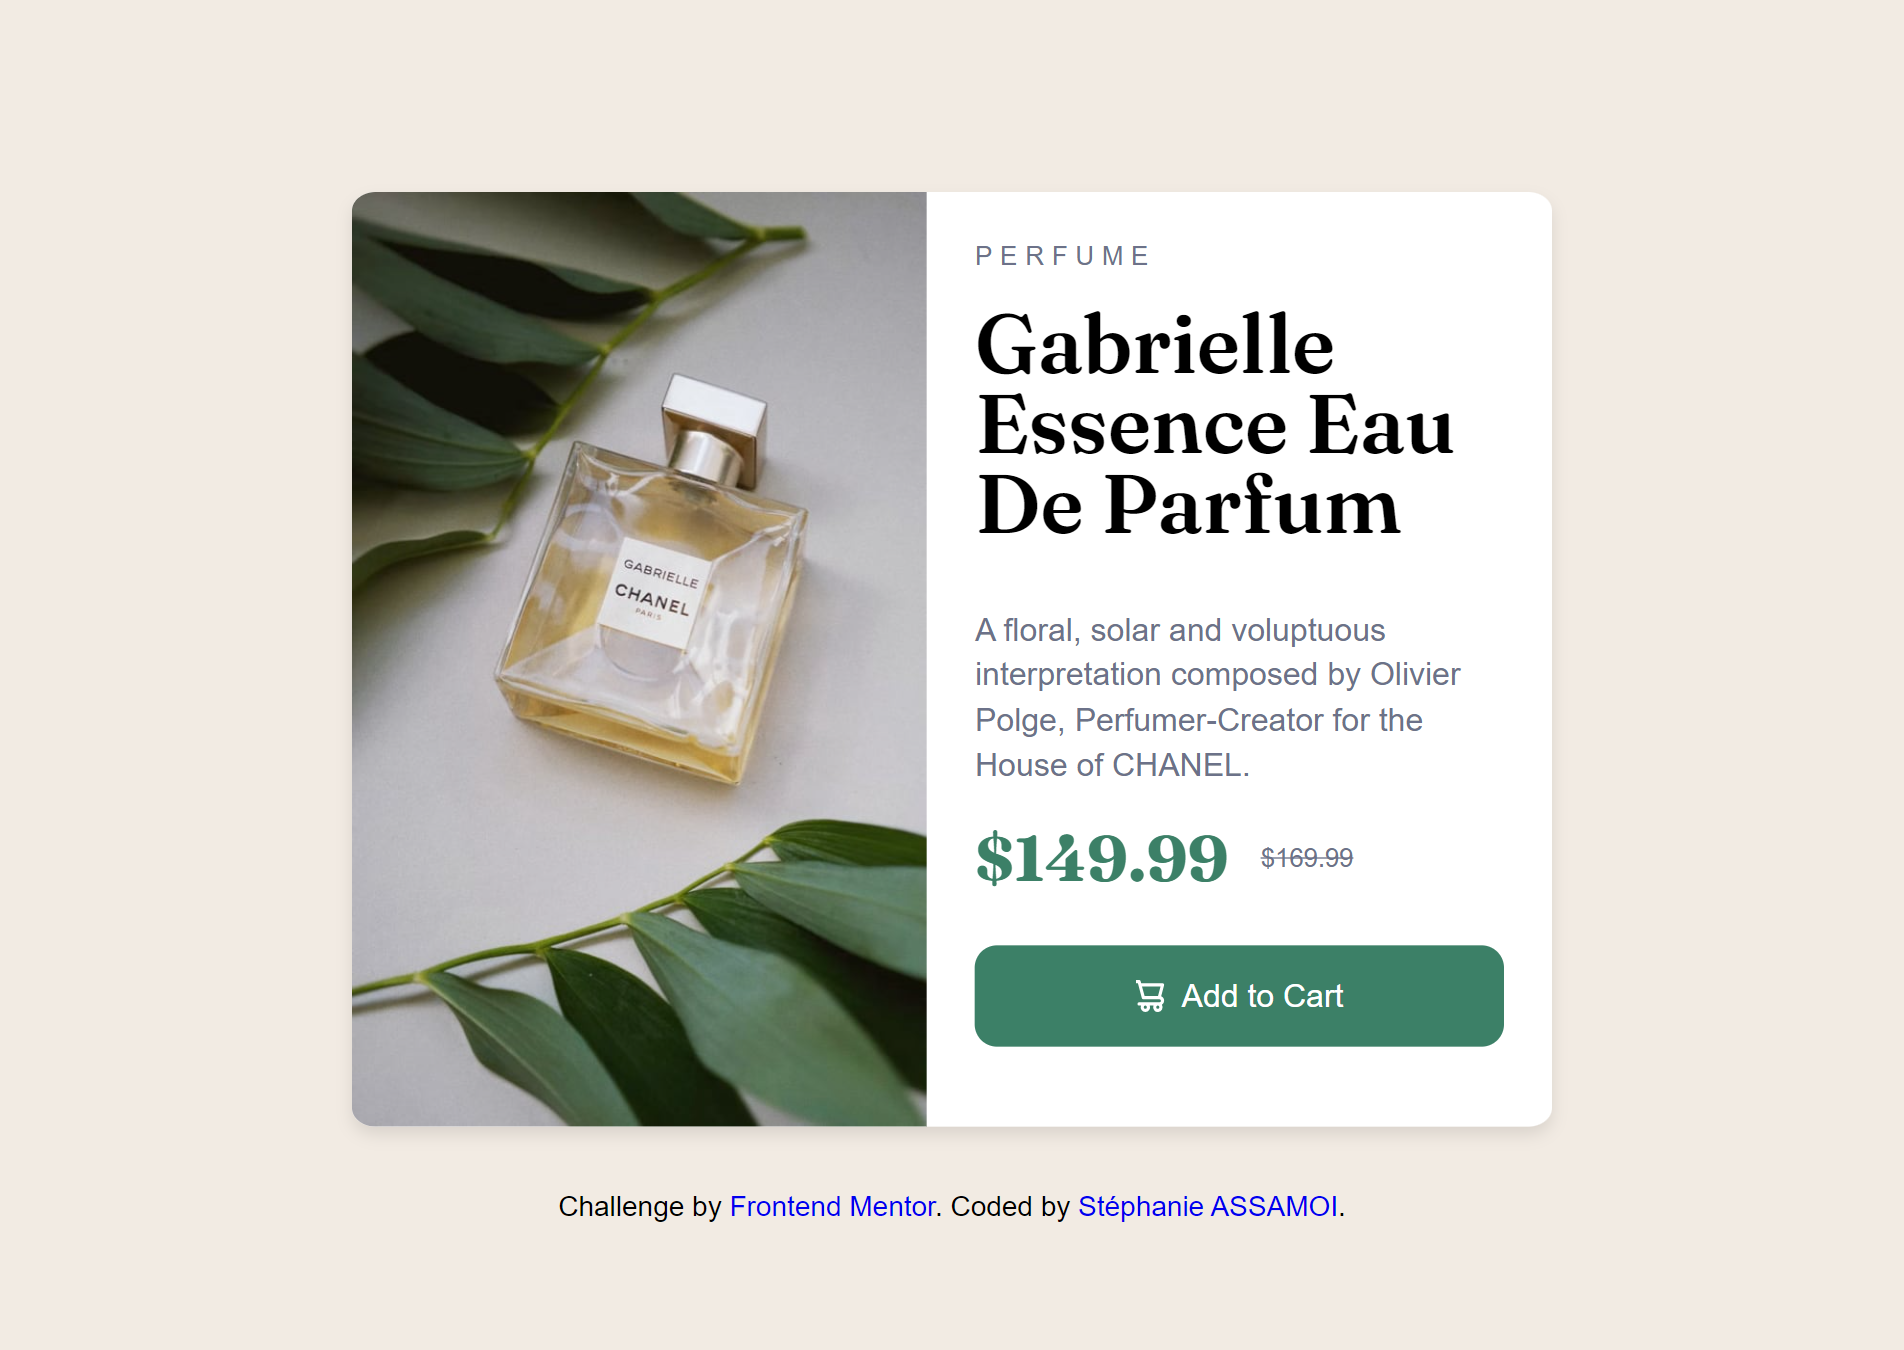 GABRIELLE
CHANEL
PARIS
PERFUME
Gabrielle
Essence Eau
De Parfum
A floral, solar and voluptuous
interpretation composed by Olivier
Polge, Perfumer-Creator for the
House of CHANEL.
$149.99 $169.99
Add to Cart
Challenge by Frontend Mentor. Coded by Stéphanie ASSAMOI.